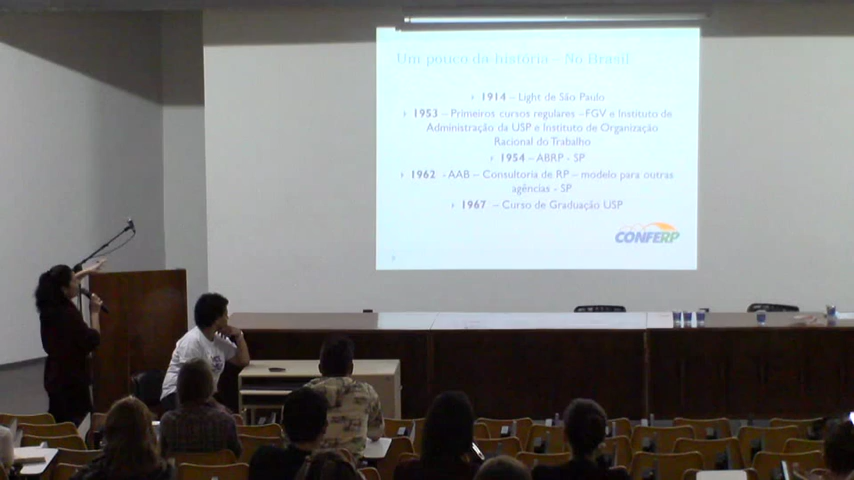 Um pouco da história – No Brasil
› 1914 – Light de São Paulo
› 1953 – Primeiros cursos regulares –FGV e Instituto de
Administração da USP e Instituto de Organização
Racional do Trabalho
› 1954 – ABRP - SP
› 1962 - AAB – Consultoria de RP – modelo para outras
agências - SP
› 1967 – Curso de Graduação USP
CONFERP